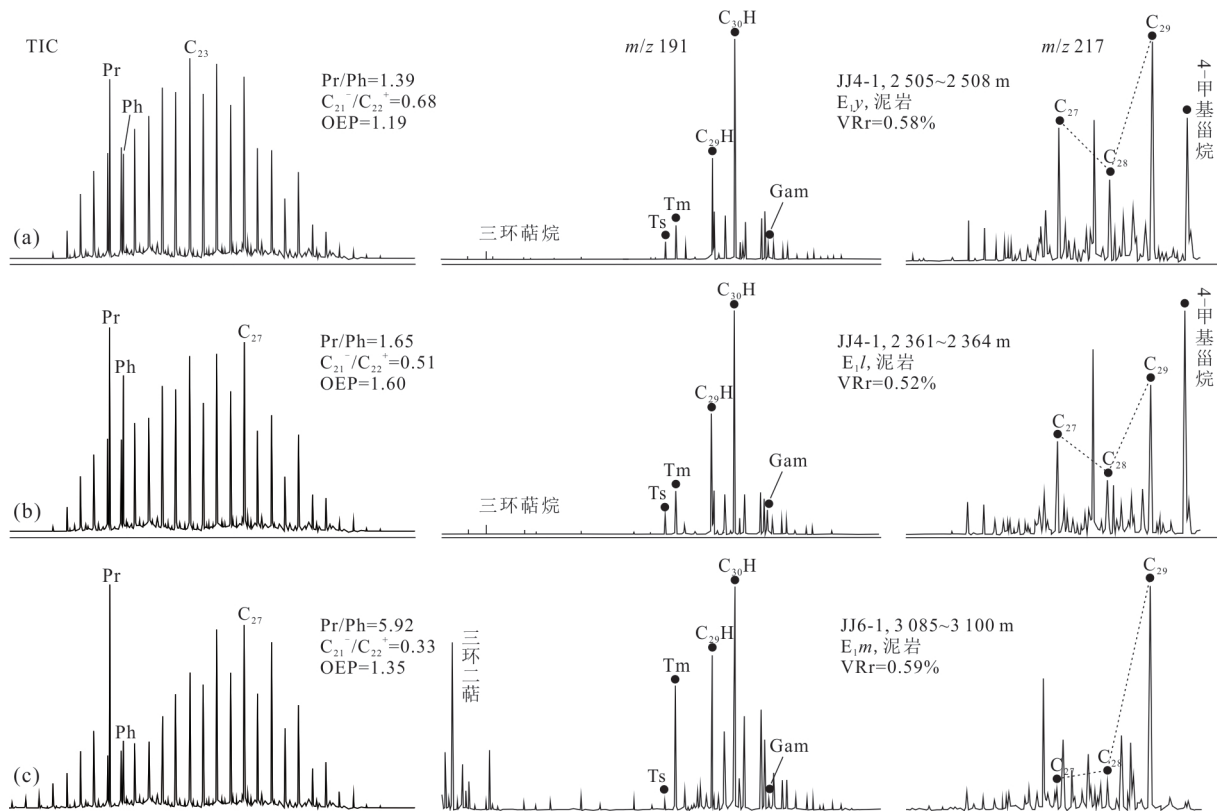 TIC
C₂₃
Pr
Ph
Pr/Ph=1.39
C₂₁⁻/C₂₂⁺=0.68
OEP=1.19
(a)
m/z 191
C₃₀H
C₂₉H
Tm
Ts
Gam
三环萜烷
JJ4-1, 2 505~2 508 m
E₁y, 泥岩
VRr=0.58%
m/z 217
C₂₇
C₂₈
C₂₉
4-甲基甾烷
Pr
Ph
C₂₇
Pr/Ph=1.65
C₂₁⁻/C₂₂⁺=0.51
OEP=1.60
(b)
C₃₀H
C₂₉H
Tm
Ts
Gam
三环萜烷
JJ4-1, 2 361~2 364 m
E₁l, 泥岩
VRr=0.52%
C₂₇
C₂₈
C₂₉
4-甲基甾烷
Pr
Ph
C₂₇
Pr/Ph=5.92
C₂₁⁻/C₂₂⁺=0.33
OEP=1.35
(c)
三环二萜
C₃₀H
C₂₉H
Tm
Ts
Gam
JJ6-1, 3 085~3 100 m
E₁m, 泥岩
VRr=0.59%
C₂₇
C₂₈
C₂₉